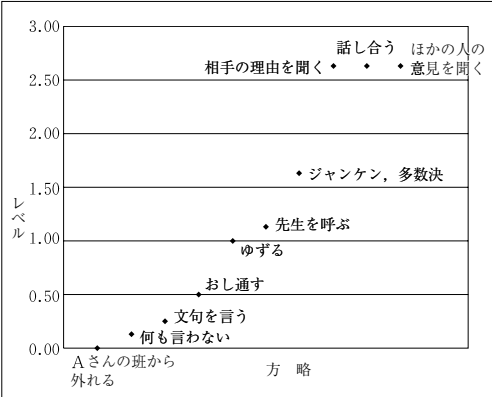 3.00
話し合う
ほかの人の
相手の理由を聞く
意見を聞く
2.50
2.00
ジャンケン，多数決
1.50
レベル
先生を呼ぶ
1.00
ゆずる
おし通す
0.50
文句を言う
何も言わない
0.00
Aさんの班から
外れる
方　略